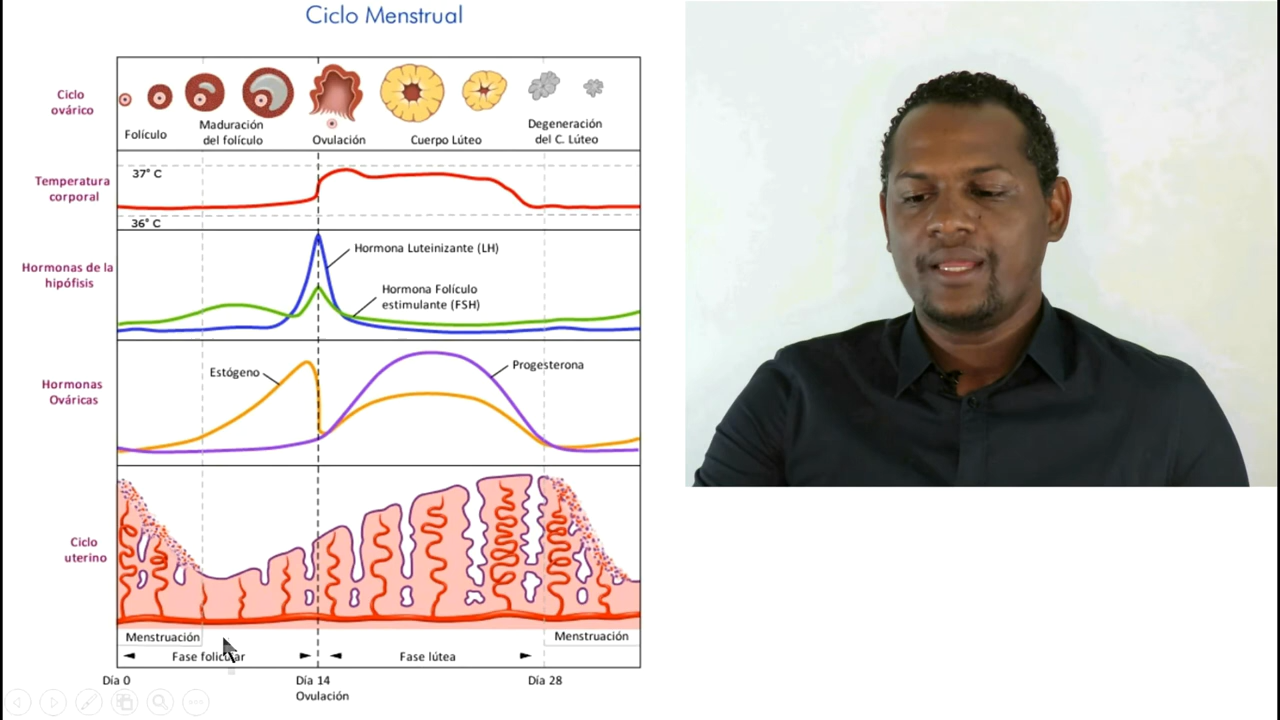 Ciclo Menstrual
Ciclo
ovárico
Folículo
Maduración
del folículo
Ovulación
Cuerpo Lúteo
Degeneración
del C. Lúteo
Temperatura
corporal
37° C
36° C
Hormonas de la
hipófisis
Hormona Luteinizante (LH)
Hormona Folículo
estimulante (FSH)
Hormonas
Ováricas
Estógeno
Progesterona
Ciclo
uterino
Menstruación
Menstruación
Fase folicular
Fase lútea
Día 0
Día 14
Ovulación
Día 28